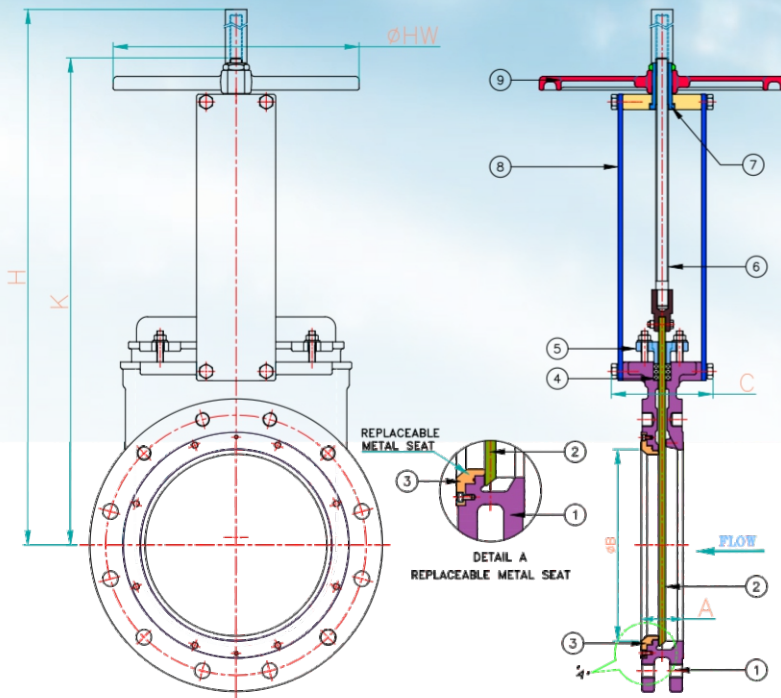 øHW
H
K
9
8
7
6
5
4
C
REPLACEABLE
METAL SEAT
3
2
1
DETAIL A
REPLACEABLE METAL SEAT
øB
FLOW
A
2
3
1
"A"